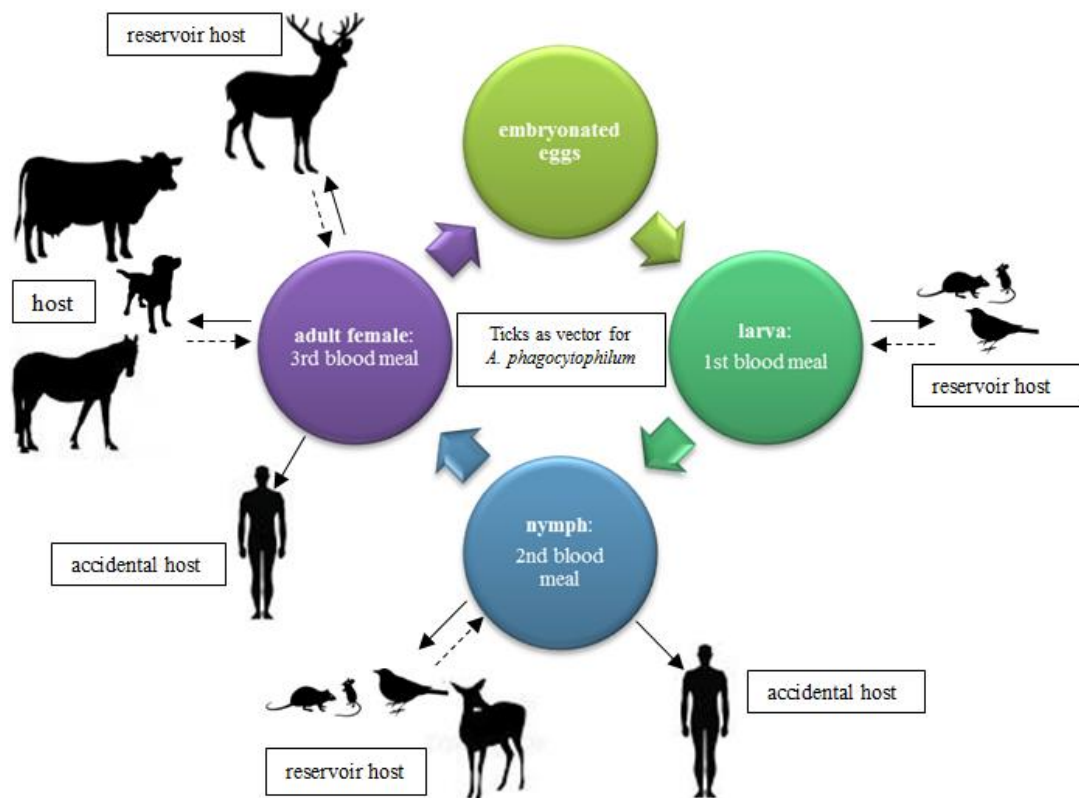 reservoir host
embryonated
eggs
host
adult female:
3rd blood meal
Ticks as vector for
A. phagocytophilum
larva:
1st blood meal
reservoir host
accidental host
nymph:
2nd blood
meal
accidental host
reservoir host